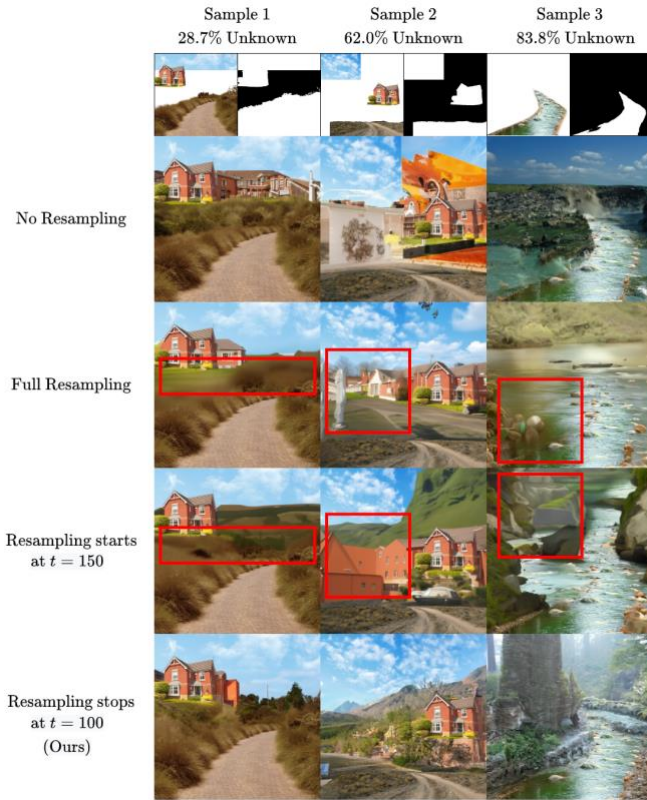 Sample 1
28.7% Unknown
Sample 2
62.0% Unknown
Sample 3
83.8% Unknown
No Resampling
Full Resampling
Resampling starts
at t = 150
Resampling stops
at t = 100
(Ours)